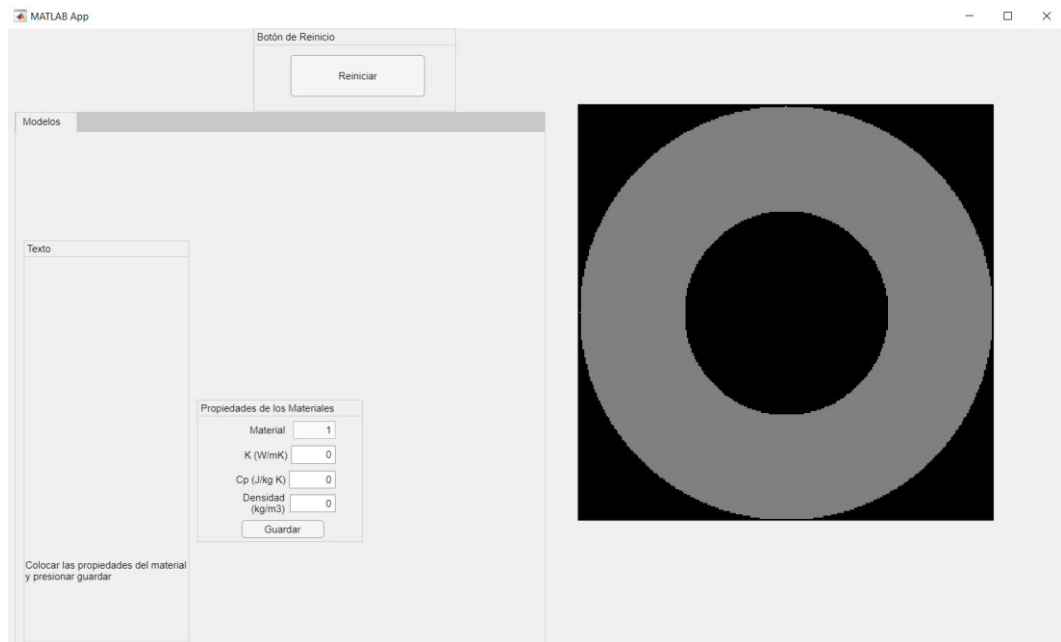 MATLAB App
Botón de Reinicio
Reiniciar
Modelos
Texto
Propiedades de los Materiales
Material 1
K (W/mK) 0
Cp (J/kg K) 0
Densidad
(kg/m3) 0
Guardar
Colocar las propiedades del material
y presionar guardar